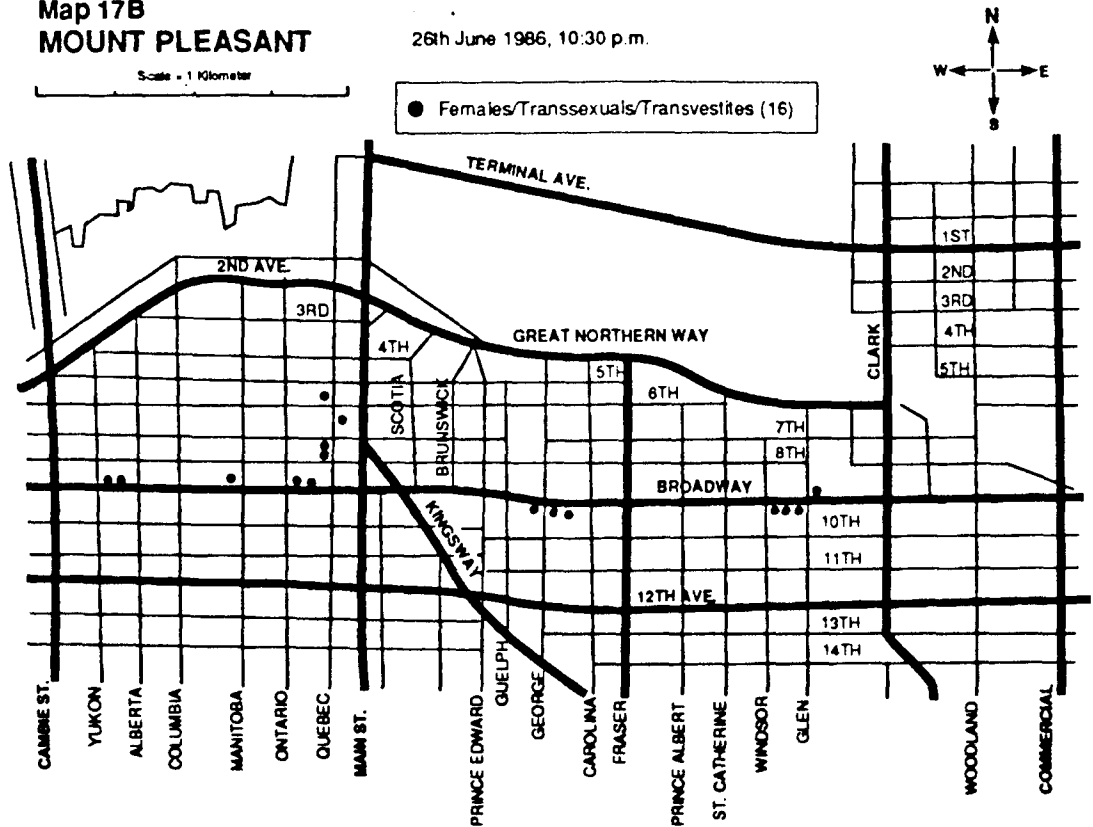 Map 17B
MOUNT PLEASANT
26th June 1986, 10:30 p.m.
Scale = 1 Kilometer
Females/Transsexuals/Transvestites (16)
N
W
E
S
TERMINAL AVE.
1ST
2ND AVE.
2ND
3RD
3RD
GREAT NORTHERN WAY
4TH
4TH
CLARK
5TH
5TH
6TH
SCOTIA
BRUNSWICK
7TH
8TH
BROADWAY
KINGSWAY
10TH
11TH
12TH AVE.
13TH
14TH
CAMBIE ST.
YUKON
ALBERTA
COLUMBIA
MANITOBA
ONTARIO
QUEBEC
MAIN ST.
PRINCE EDWARD
GUELPH
GEORGE
CAROLINA
FRASER
PRINCE ALBERT
ST. CATHERINE
WINDSOR
GLEN
WOODLAND
COMMERCIAL